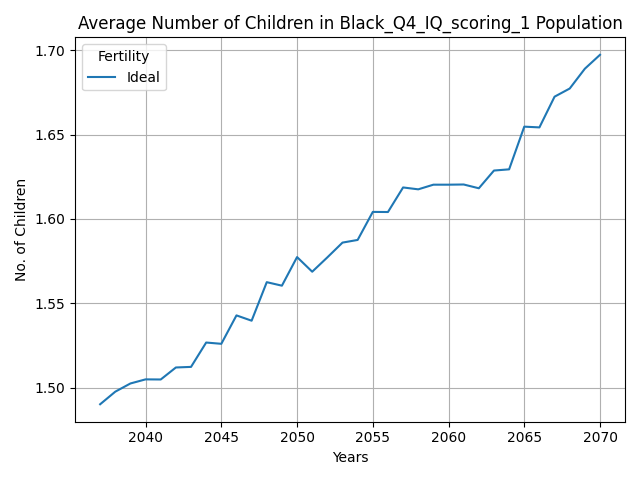 Average Number of Children in Black_Q4_IQ_scoring_1 Population
Fertility
Ideal
No. of Children
1.70
1.65
1.60
1.55
1.50
2040 2045 2050 2055 2060 2065 2070
Years